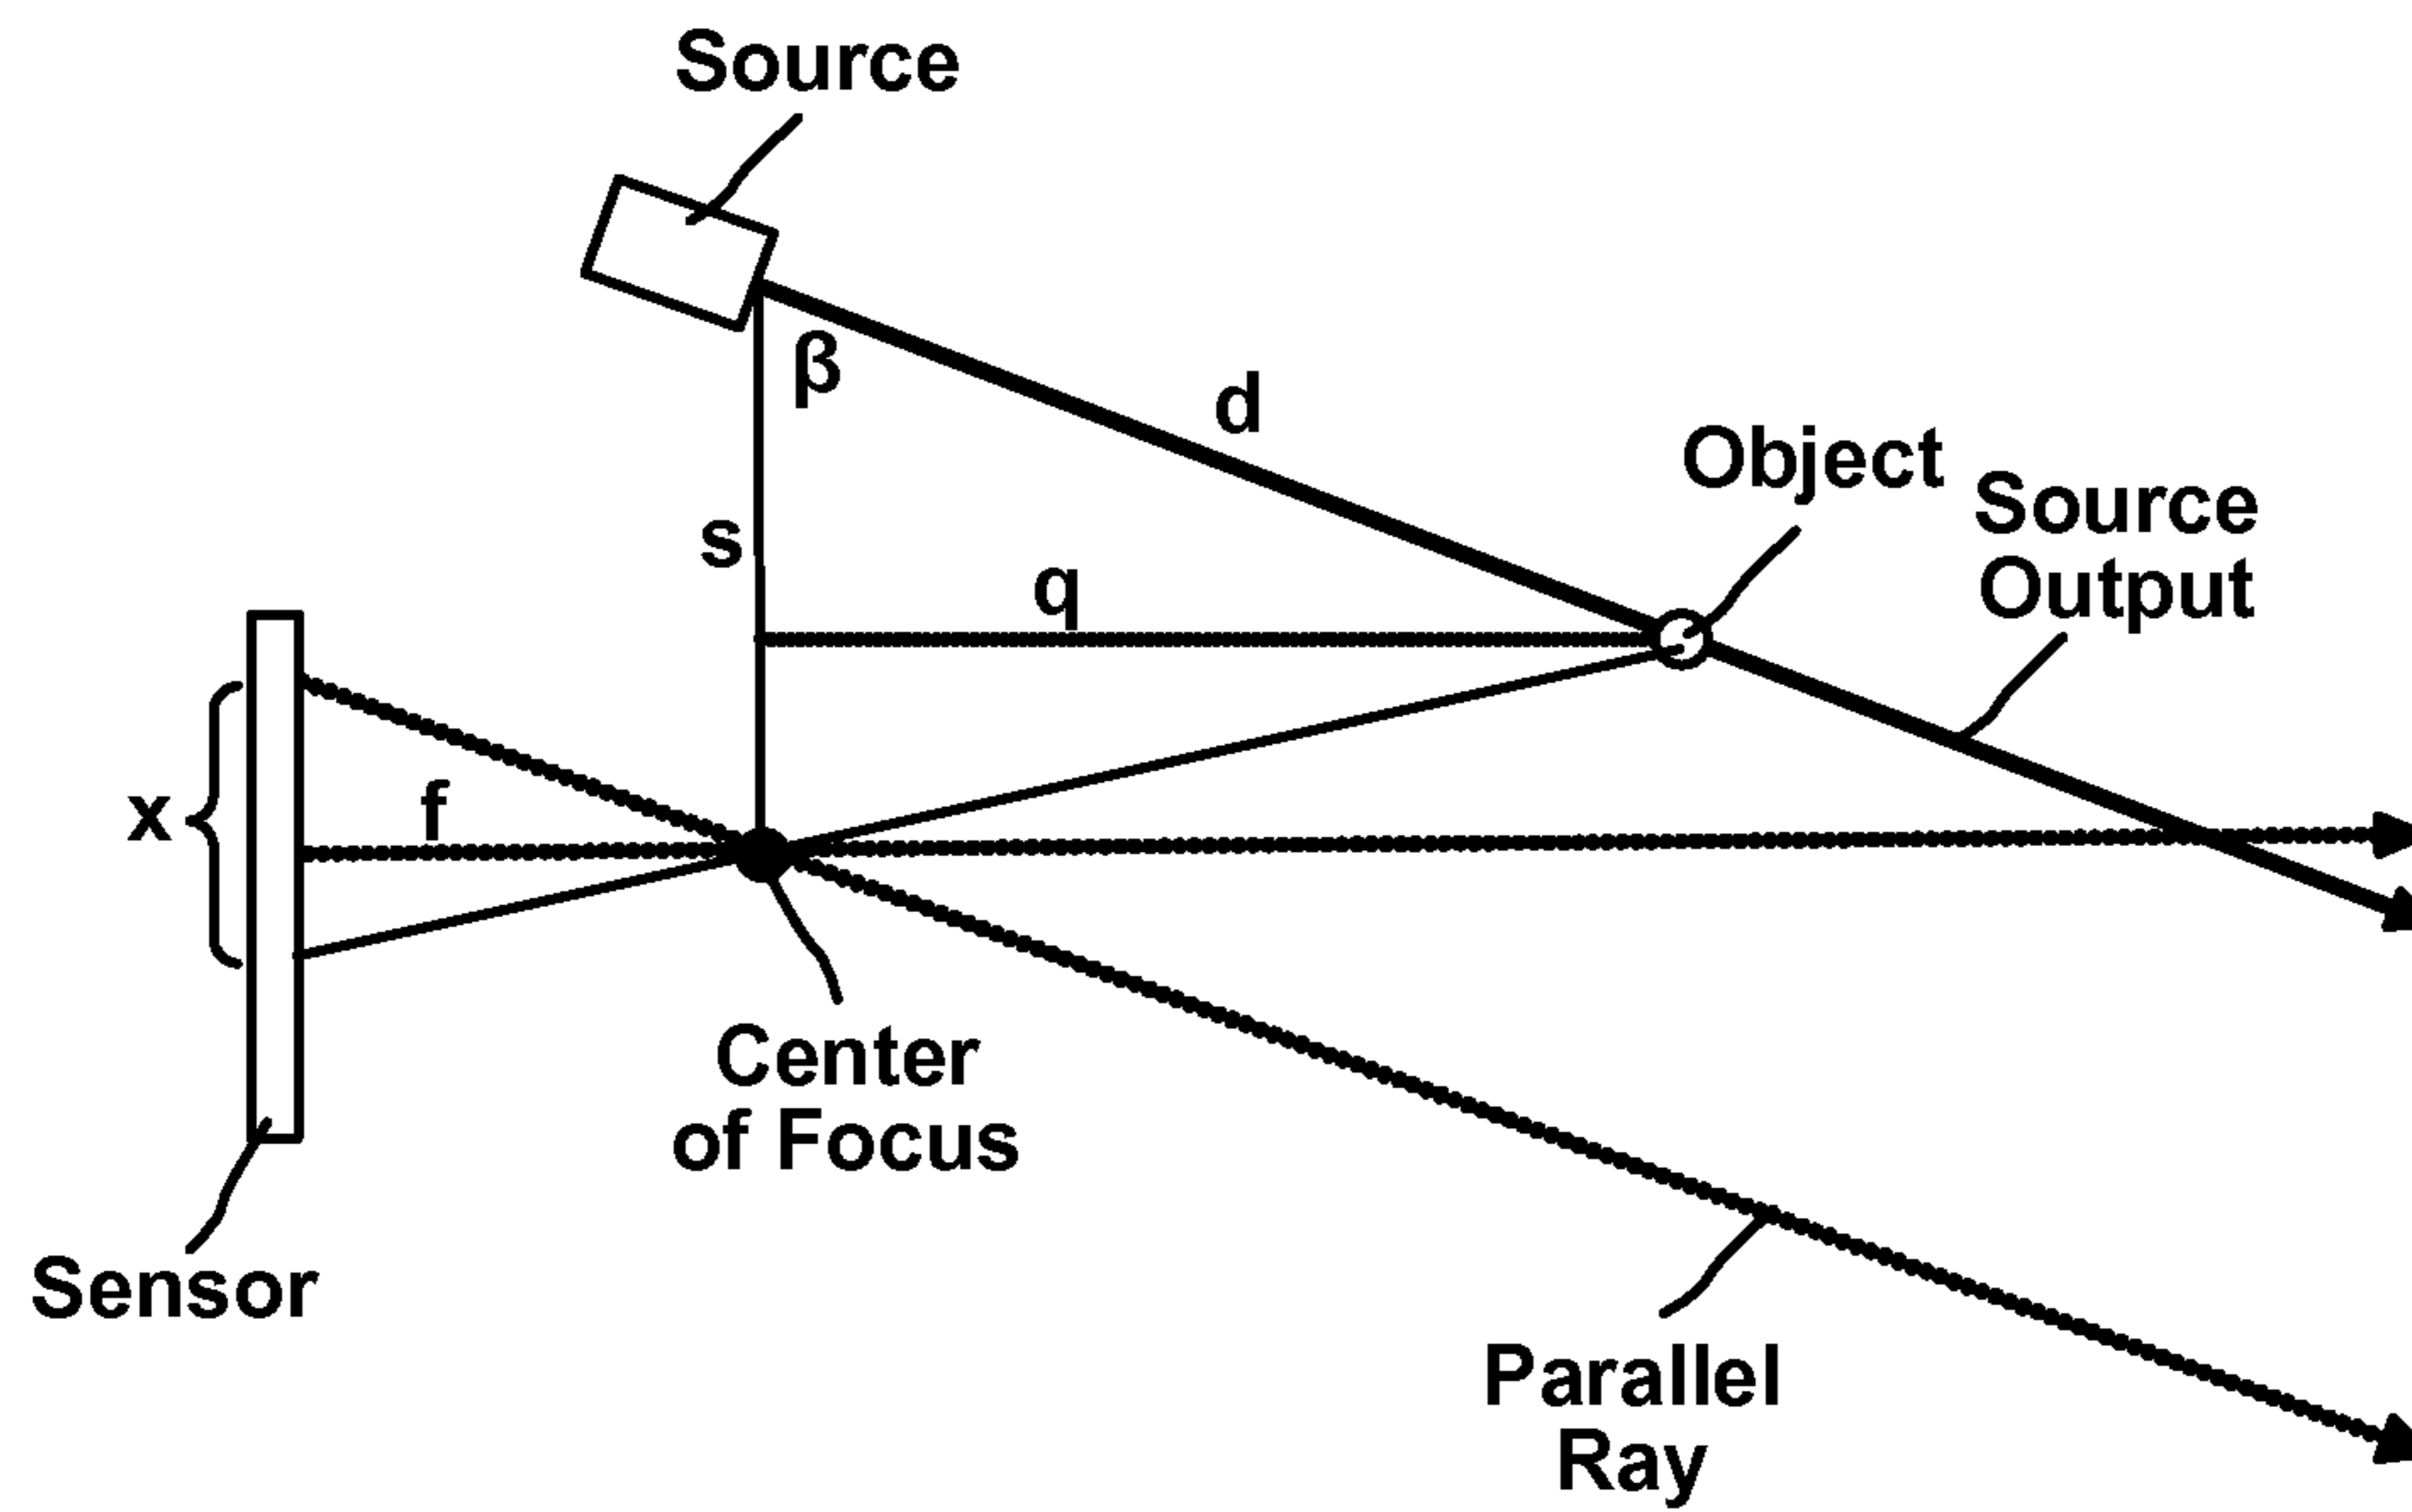 Source
β
d
Object
Source
Output
s
q
x
f
Center
of Focus
Sensor
Parallel
Ray